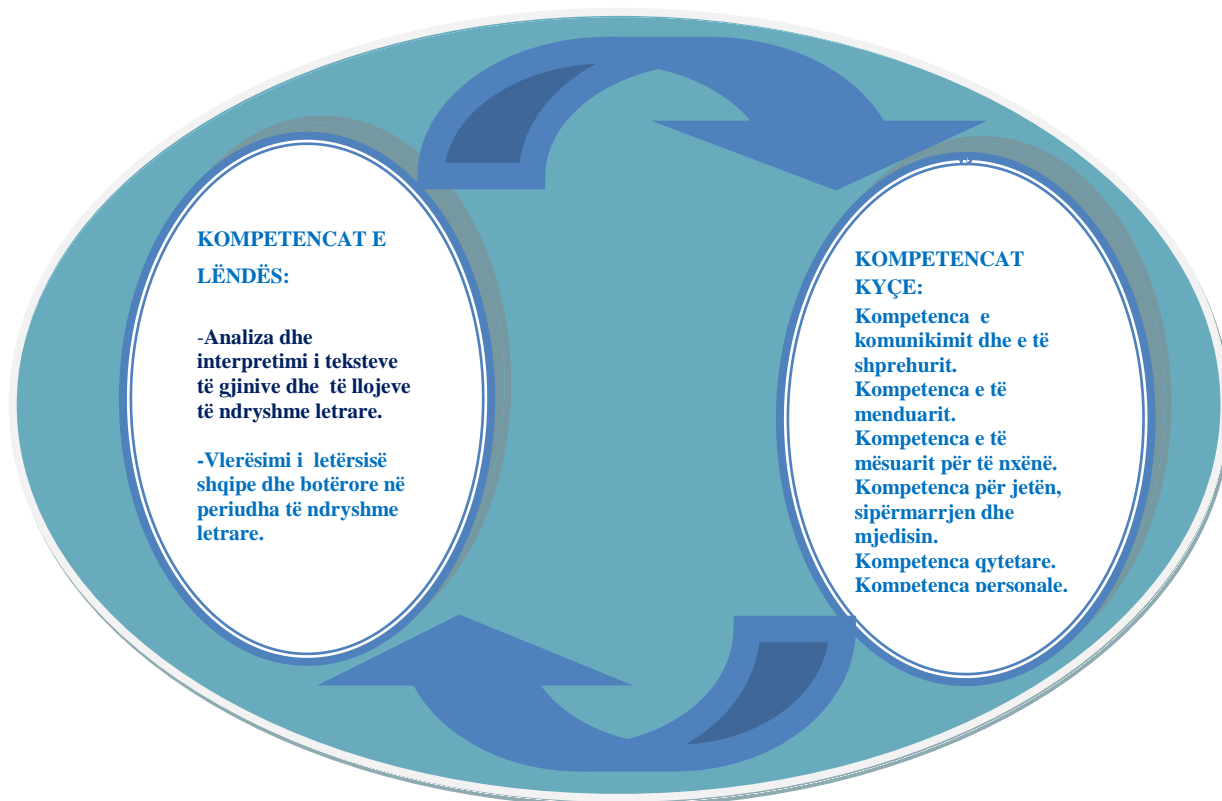 KOMPETENCAT E
LËNDËS:
-Analiza dhe
interpretimi i teksteve
të gjinive dhe të llojeve
të ndryshme letrare.
-Vlerësimi i letërsisë
shqipe dhe botërore në
periudha të ndryshme
letrare.
KOMPETENCAT
KYÇE:
Kompetenca e
komunikimit dhe e të
shprehurit.
Kompetenca e të
menduarit.
Kompetenca e të
mësuarit për të nxënë.
Kompetenca për jetën,
sipërmarrjen dhe
mjedisin.
Kompetenca qytetare.
Kompetenca personale.